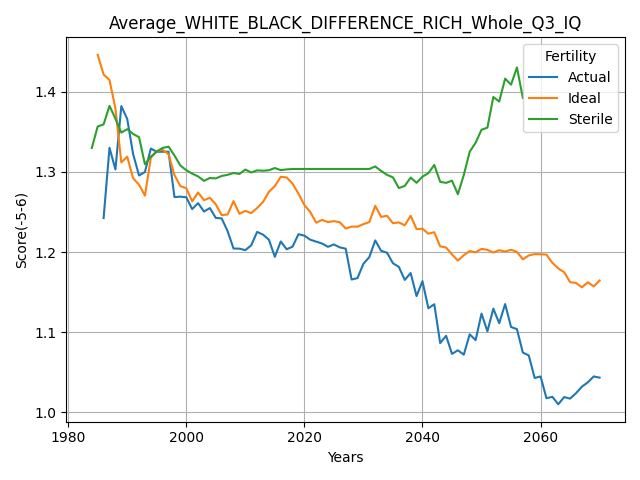 Average_WHITE_BLACK_DIFFERENCE_RICH_Whole_Q3_IQ
Fertility
Actual
Ideal
Sterile
Score(-5-6)
1.4
1.3
1.2
1.1
1.0
1980
2000
2020
2040
2060
Years